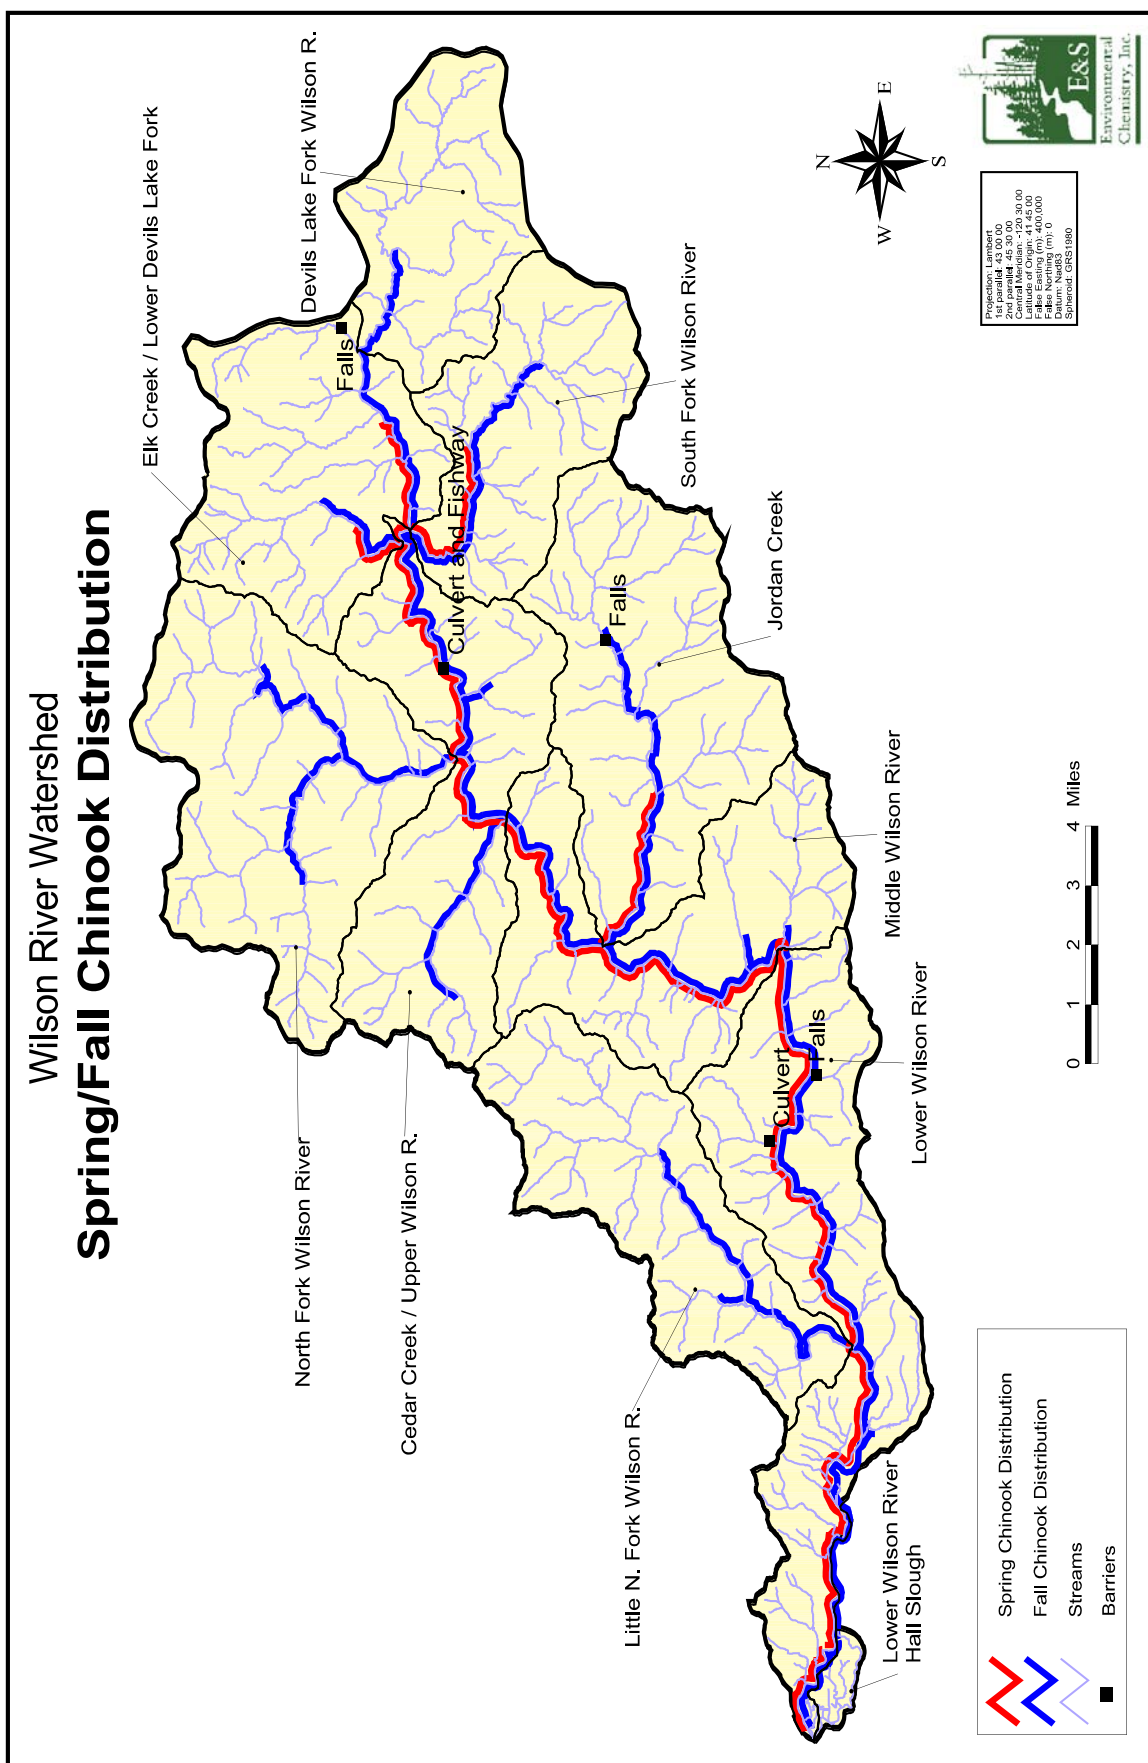 Wilson River Watershed
Spring/Fall Chinook Distribution
Elk Creek / Lower Devils Lake Fork
Devils Lake Fork Wilson R.
North Fork Wilson River
Cedar Creek / Upper Wilson R.
Little N. Fork Wilson R.
Falls
Culvert and Fishway
Falls
Culvert
Falls
South Fork Wilson River
Jordan Creek
Middle Wilson River
Lower Wilson River
Lower Wilson River
Hall Slough
Spring Chinook Distribution
Fall Chinook Distribution
Streams
Barriers
0 1 2 3 4 Miles
N
W E
S
Projection: Lambert
1st parallel: 43 00 00
2nd parallel: 45 30 00
Central Meridian: -120 30 00
Latitude of Origin: 41 45 00
False Easting (m): 400,000
False Northing (m): 0
Datum: Nad83
Spheroid: GRS1980
E&S
Environmental
Chemistry, Inc.